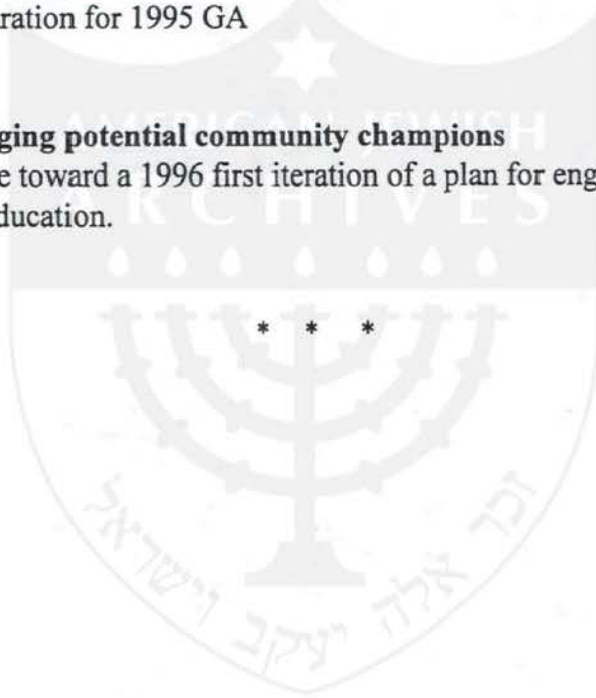 ration for 1995 GA
AMERICAN JEWISH
ging potential community champions
e toward a 1996 first iteration of a plan for eng
ARCHIVES
ducation.
* * *
זכר אלה יעקב וישראל